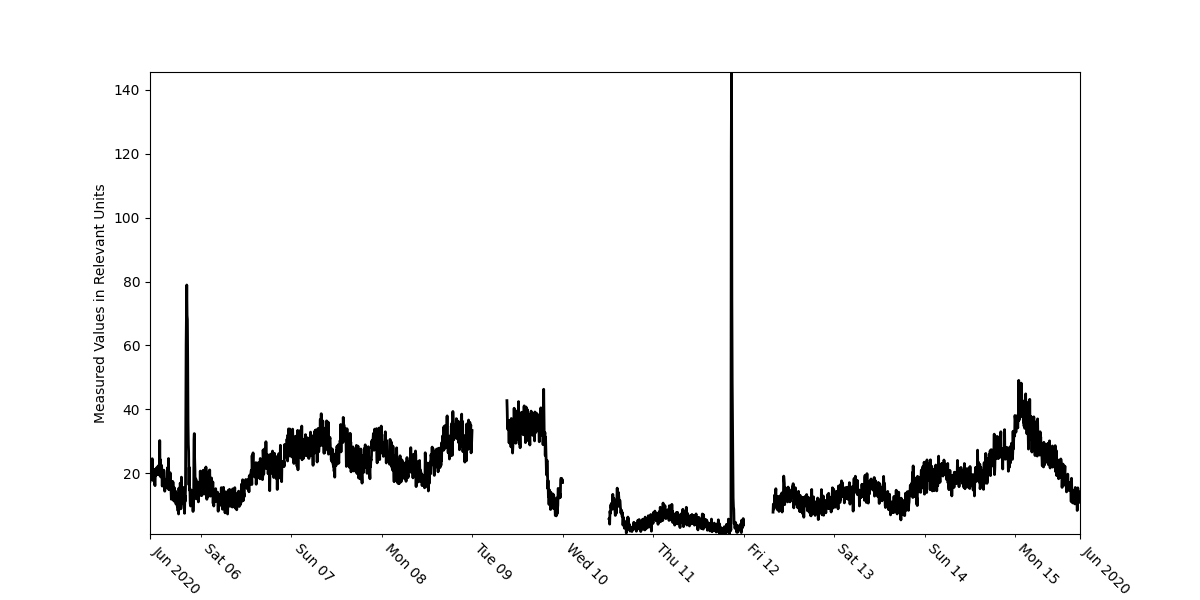 140
120
100
80
60
40
20
Measured Values in Relevant Units
Jun 2020
Sat 06
Sun 07
Mon 08
Tue 09
Wed 10
Thu 11
Fri 12
Sat 13
Sun 14
Mon 15
Jun 2020